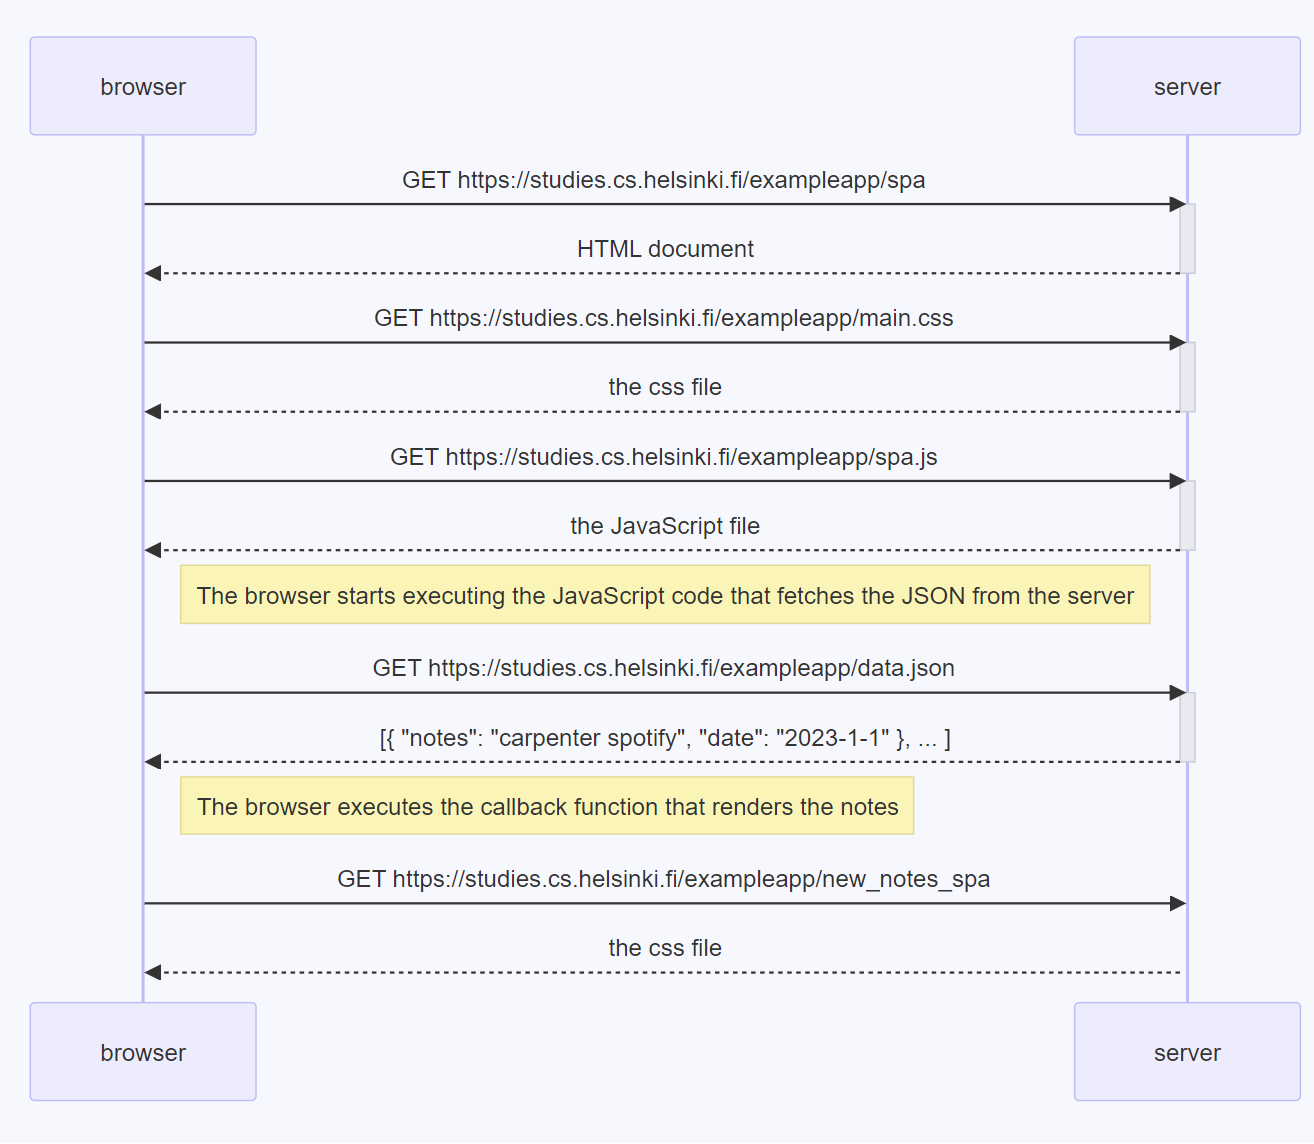 browser
server
GET https://studies.cs.helsinki.fi/exampleapp/spa
HTML document
GET https://studies.cs.helsinki.fi/exampleapp/main.css
the css file
GET https://studies.cs.helsinki.fi/exampleapp/spa.js
the JavaScript file
The browser starts executing the JavaScript code that fetches the JSON from the server
GET https://studies.cs.helsinki.fi/exampleapp/data.json
[{ "notes": "carpenter spotify", "date": "2023-1-1" }, ... ]
The browser executes the callback function that renders the notes
GET https://studies.cs.helsinki.fi/exampleapp/new_notes_spa
the css file
browser
server